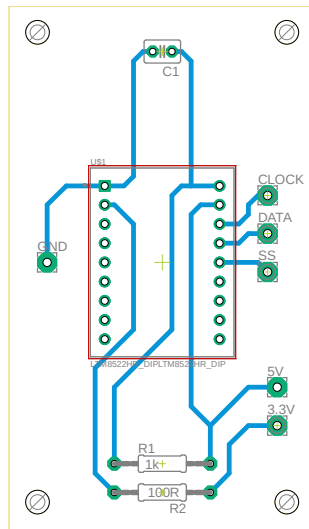 C1
U$1
CLOCK
DATA
GND
SS
LTM8522HR_DIPLTM8522HR_DIP
5V
3.3V
R1
1k
100R
R2